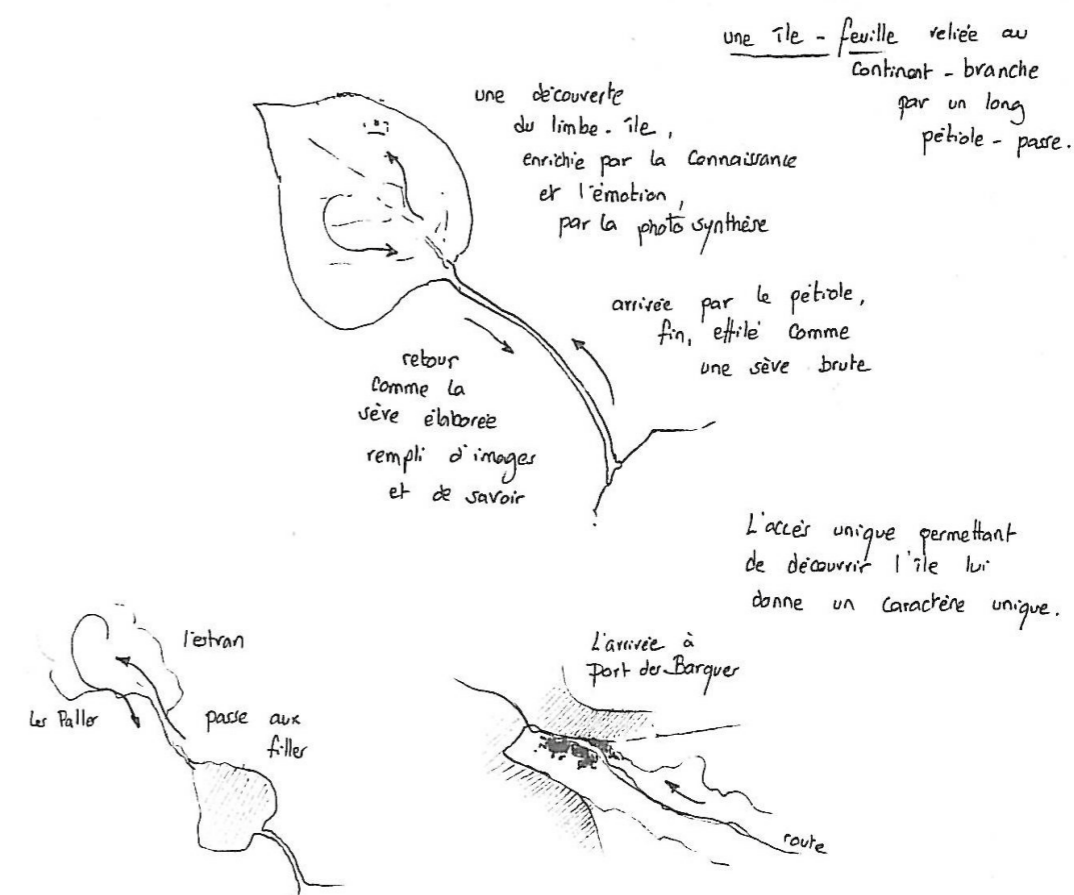 une île - feuille reliée au
continent - branche
par un long
pétiole - passe.
une découverte
du limbe - île,
enrichie par la connaissance
et l'émotion,
par la photosynthèse
arrivée par le pétiole,
fin, effilé comme
une sève brute
retour
comme la
sève élaborée
rempli d'images
et de savoir
L'accès unique permettant
de découvrir l'île lui
donne un caractère unique.
l'estran
Les Palles
passe aux
filles
L'arrivée à
Port des Barques
route